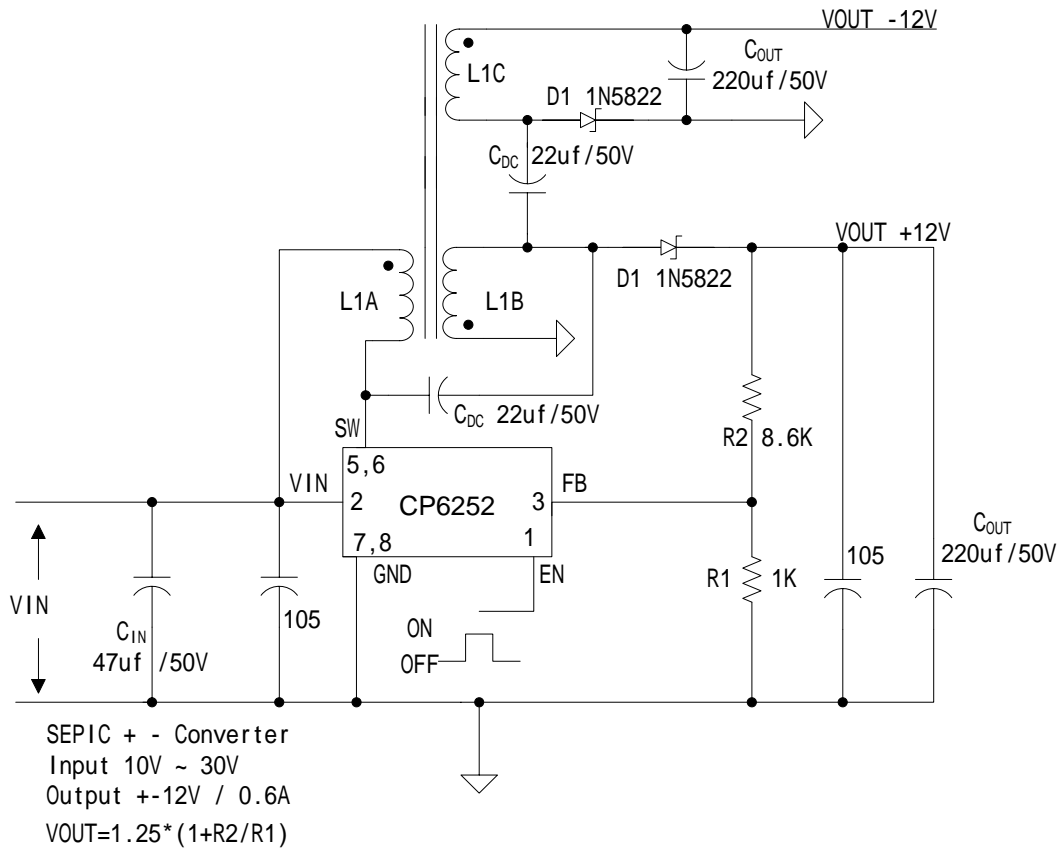 VOUT -12V
COUT
220uf/50V
L1C
D1 1N5822
CDC 22uf/50V
VOUT +12V
D1 1N5822
L1A
L1B
CDC 22uf/50V
SW
R2 8.6K
5,6
VIN
2
CP6252
3
FB
7,8
1
GND
EN
COUT
220uf/50V
105
R1 1K
VIN
105
CIN
47uf /50V
ON
OFF
SEPIC + - Converter
Input 10V ~ 30V
Output +-12V / 0.6A
VOUT=1.25*(1+R2/R1)